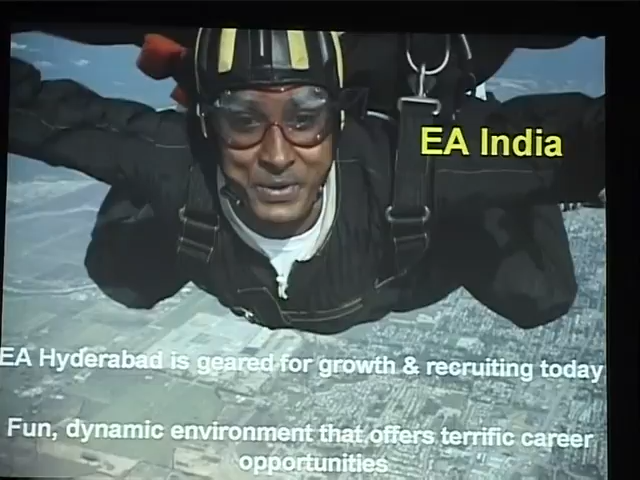 EA India
EA Hyderabad is geared for growth & recruiting today
Fun, dynamic environment that offers terrific career
opportunities